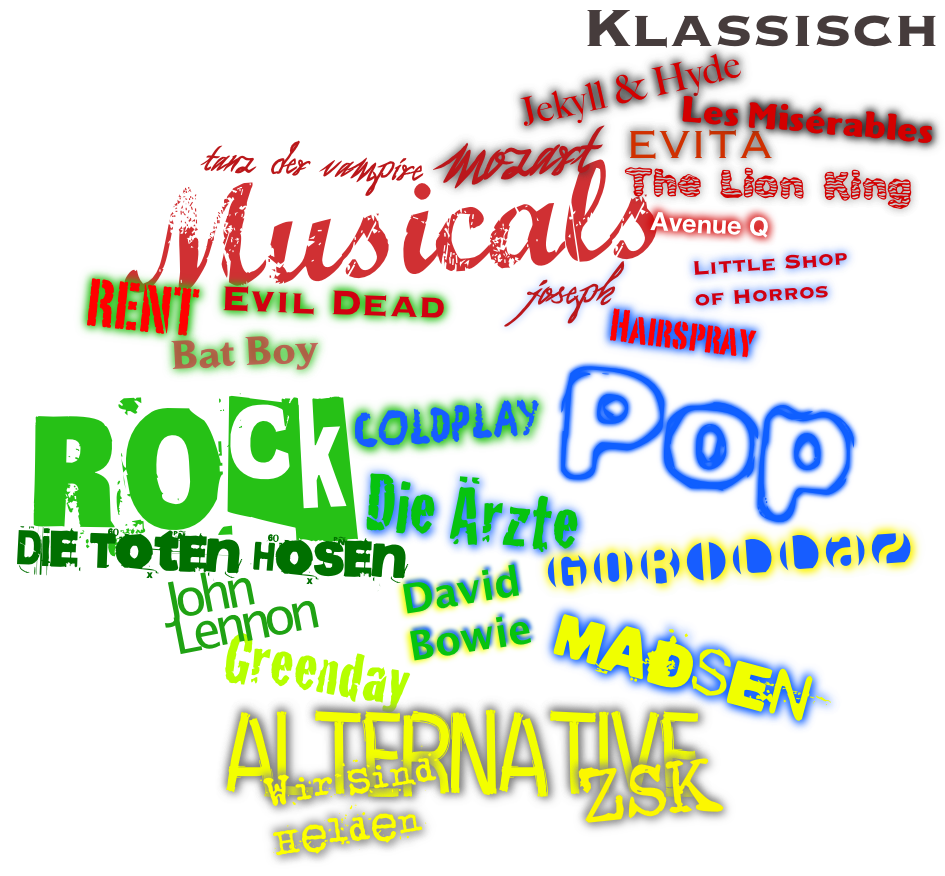 KLASSISCH
Jekyll & Hyde
Les Misérables
EVITA
tanz der vampire
mozart
The Lion King
Musicals
Avenue Q
LITTLE SHOP
OF HORROS
joseph
RENT
EVIL DEAD
HAIRSPRAY
Bat Boy
Pop
ROCK
COLDPLAY
Die Ärzte
DiE TOTEN HOSEN
GORILLAZ
John
Lennon
David
Bowie
Greenday
MADSEN
ALTERNATIVE
Wir Sind
Helden
ZSK